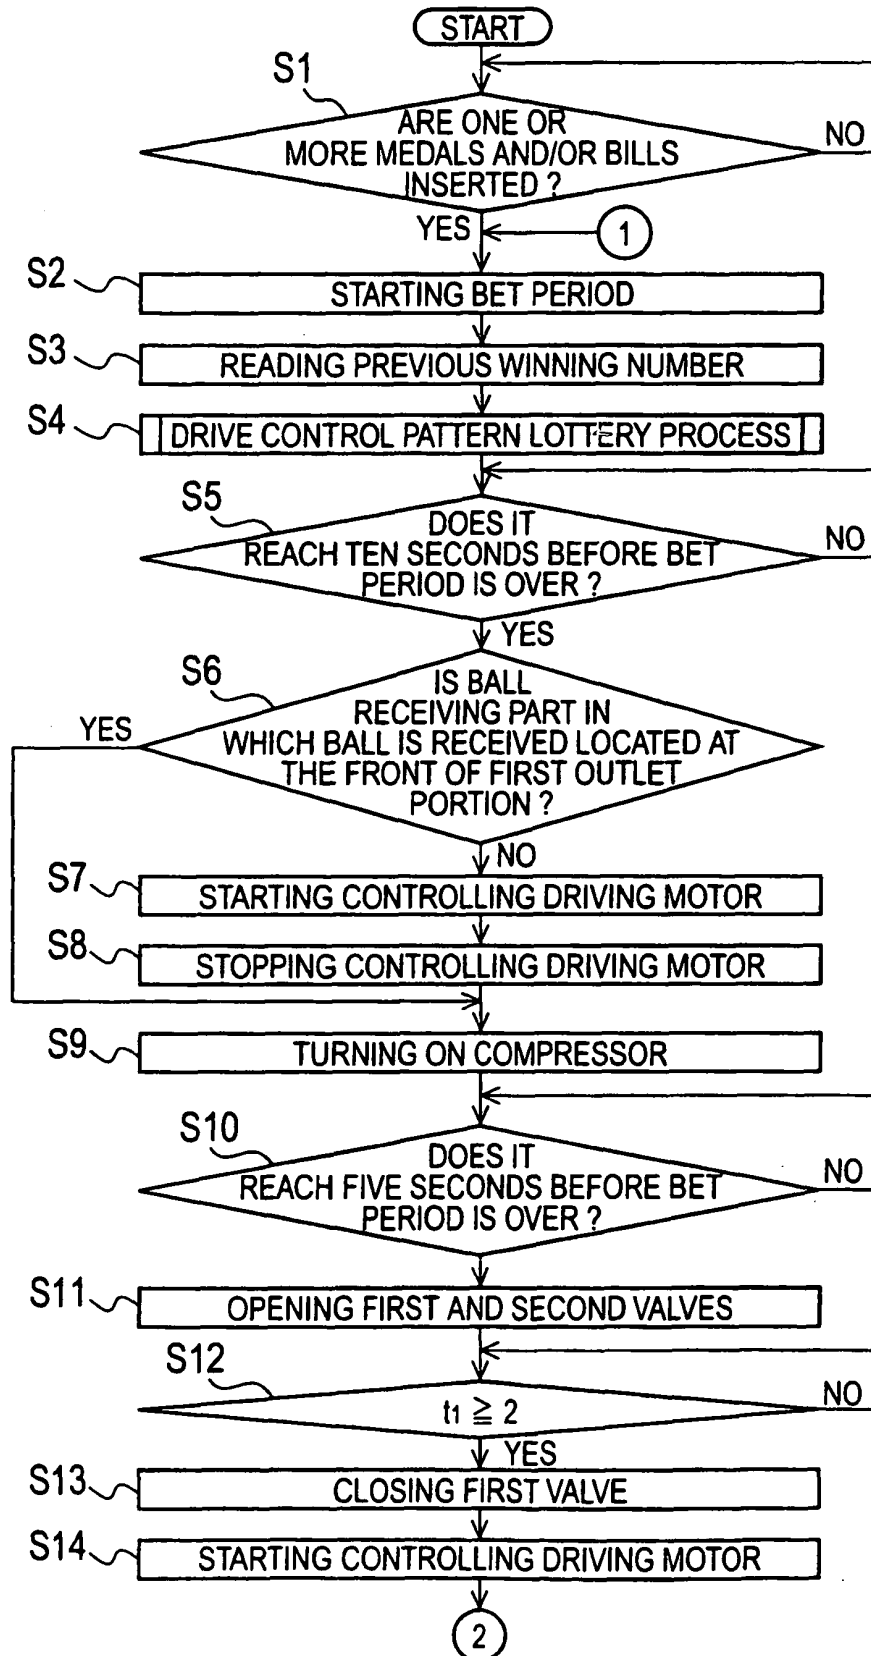 START
S1
ARE ONE OR
MORE MEDALS AND/OR BILLS
INSERTED ?
NO
YES
1
S2
STARTING BET PERIOD
S3
READING PREVIOUS WINNING NUMBER
S4
DRIVE CONTROL PATTERN LOTTERY PROCESS
S5
DOES IT
REACH TEN SECONDS BEFORE BET
PERIOD IS OVER ?
NO
YES
S6
IS BALL
RECEIVING PART IN
WHICH BALL IS RECEIVED LOCATED AT
THE FRONT OF FIRST OUTLET
PORTION ?
YES
NO
S7
STARTING CONTROLLING DRIVING MOTOR
S8
STOPPING CONTROLLING DRIVING MOTOR
S9
TURNING ON COMPRESSOR
S10
DOES IT
REACH FIVE SECONDS BEFORE BET
PERIOD IS OVER ?
NO
S11
OPENING FIRST AND SECOND VALVES
S12
t1 ≧ 2
NO
YES
S13
CLOSING FIRST VALVE
S14
STARTING CONTROLLING DRIVING MOTOR
2